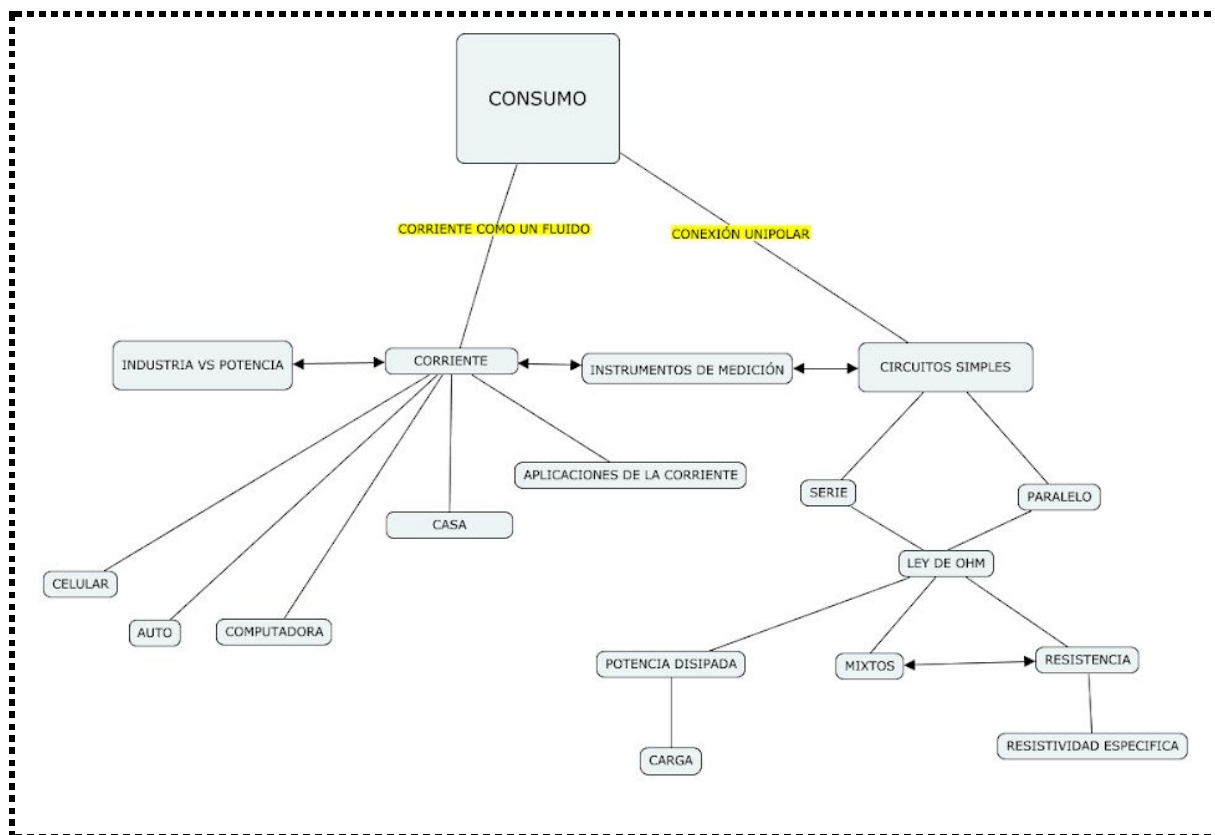 CONSUMO
CORRIENTE COMO UN FLUIDO
CONEXIÓN UNIPOLAR
INDUSTRIA VS POTENCIA
CORRIENTE
INSTRUMENTOS DE MEDICIÓN
CIRCUITOS SIMPLES
APLICACIONES DE LA CORRIENTE
SERIE
PARALELO
CASA
LEY DE OHM
CELULAR
AUTO
COMPUTADORA
POTENCIA DISIPADA
MIXTOS
RESISTENCIA
CARGA
RESISTIVIDAD ESPECIFICA